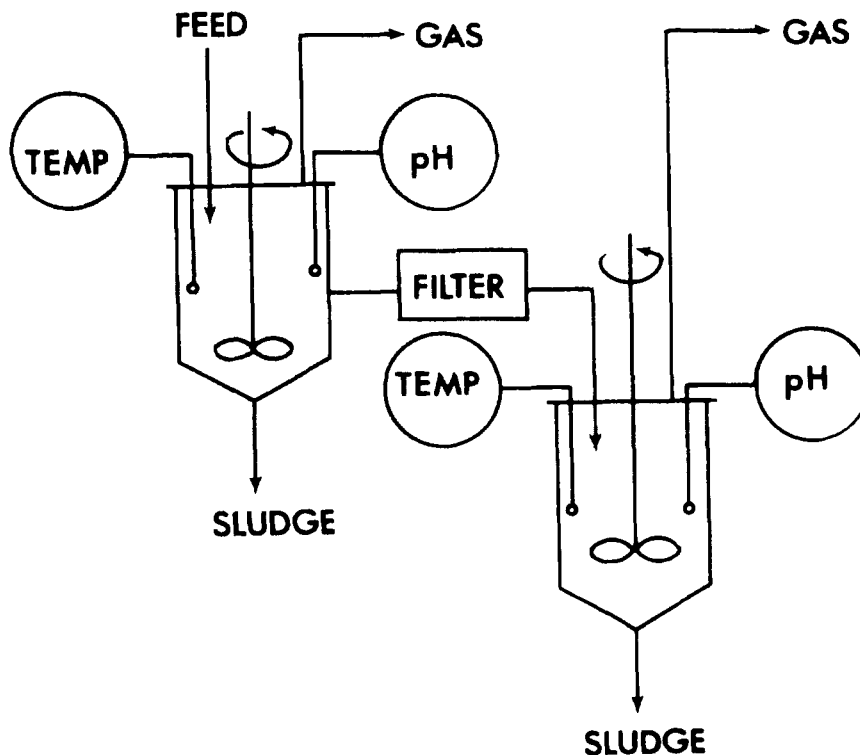 FEED
GAS
GAS
TEMP
pH
FILTER
TEMP
pH
SLUDGE
SLUDGE